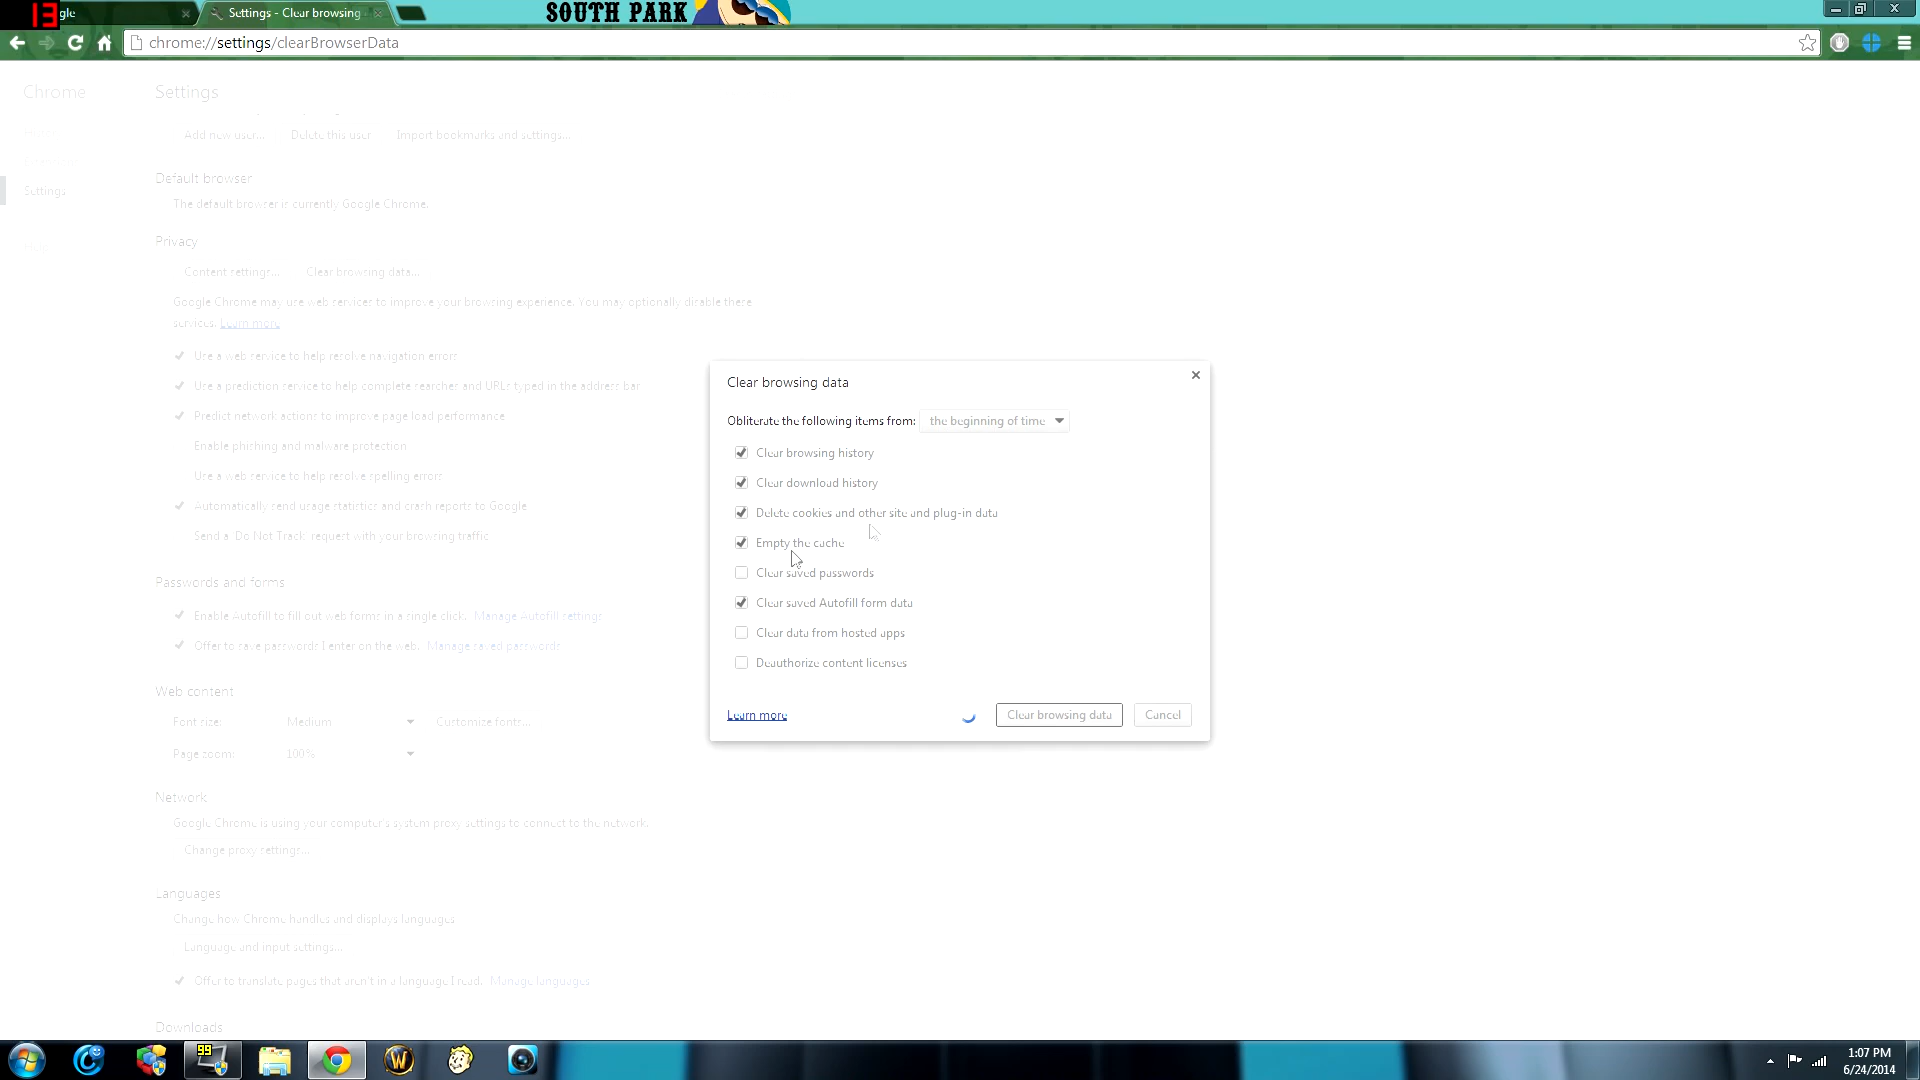 13
gle
Settings - Clear browsing
SOUTH PARK
chrome://settings/clearBrowserData
Chrome
Settings
Add new user...
Delete this user
Import bookmarks and settings...
Settings
Default browser
The default browser is currently Google Chrome.
Privacy
Content settings...
Clear browsing data...
Google Chrome may use web services to improve your browsing experience. You may optionally disable these
services. Learn more
Use a web service to help resolve navigation errors
Use a prediction service to help complete searches and URLs typed in the address bar
Predict network actions to improve page load performance
Enable phishing and malware protection
Use a web service to help resolve spelling errors
Automatically send usage statistics and crash reports to Google
Send a 'Do Not Track' request with your browsing traffic
Passwords and forms
Enable Autofill to fill out web forms in a single click. Manage Autofill settings
Offer to save passwords I enter on the web. Manage saved passwords
Web content
Font size:
Medium
Customize fonts...
Page zoom:
100%
Network
Google Chrome is using your computer's system proxy settings to connect to the network.
Change proxy settings...
Languages
Change how Chrome handles and displays languages.
Language and input settings...
Offer to translate pages that aren't in a language I read. Manage languages
Downloads
Clear browsing data
Obliterate the following items from: the beginning of time
Clear browsing history
Clear download history
Delete cookies and other site and plug-in data
Empty the cache
Clear saved passwords
Clear saved Autofill form data
Clear data from hosted apps
Deauthorize content licenses
Learn more
Clear browsing data
Cancel
99
1:07 PM
6/24/2014